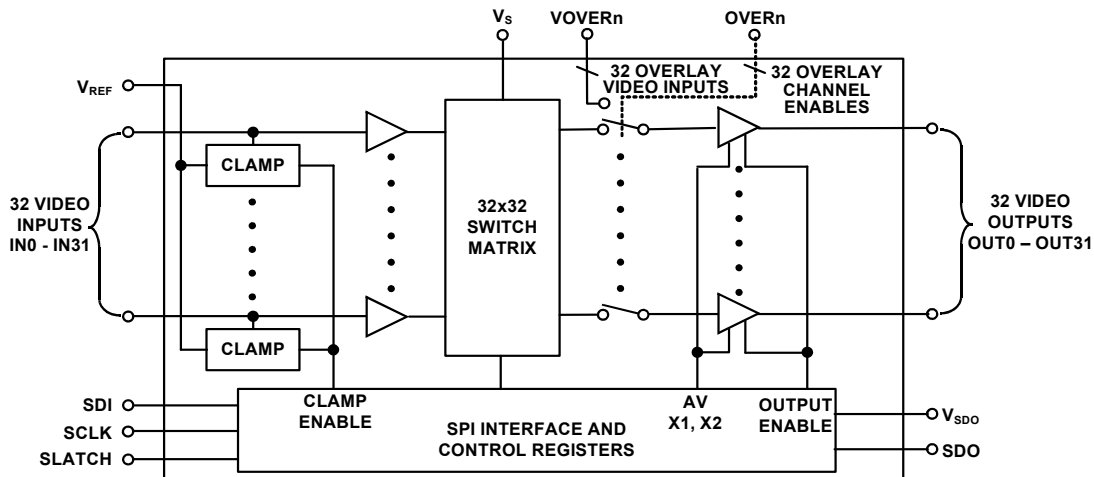 VS
VOVERn
OVERn
VREF
32 OVERLAY
VIDEO INPUTS
32 OVERLAY
CHANNEL
ENABLES
CLAMP
32 VIDEO
INPUTS
IN0 - IN31
32x32
SWITCH
MATRIX
32 VIDEO
OUTPUTS
OUT0 – OUT31
CLAMP
SDI
SCLK
SLATCH
CLAMP
ENABLE
SPI INTERFACE AND
CONTROL REGISTERS
AV
X1, X2
OUTPUT
ENABLE
VSDO
SDO